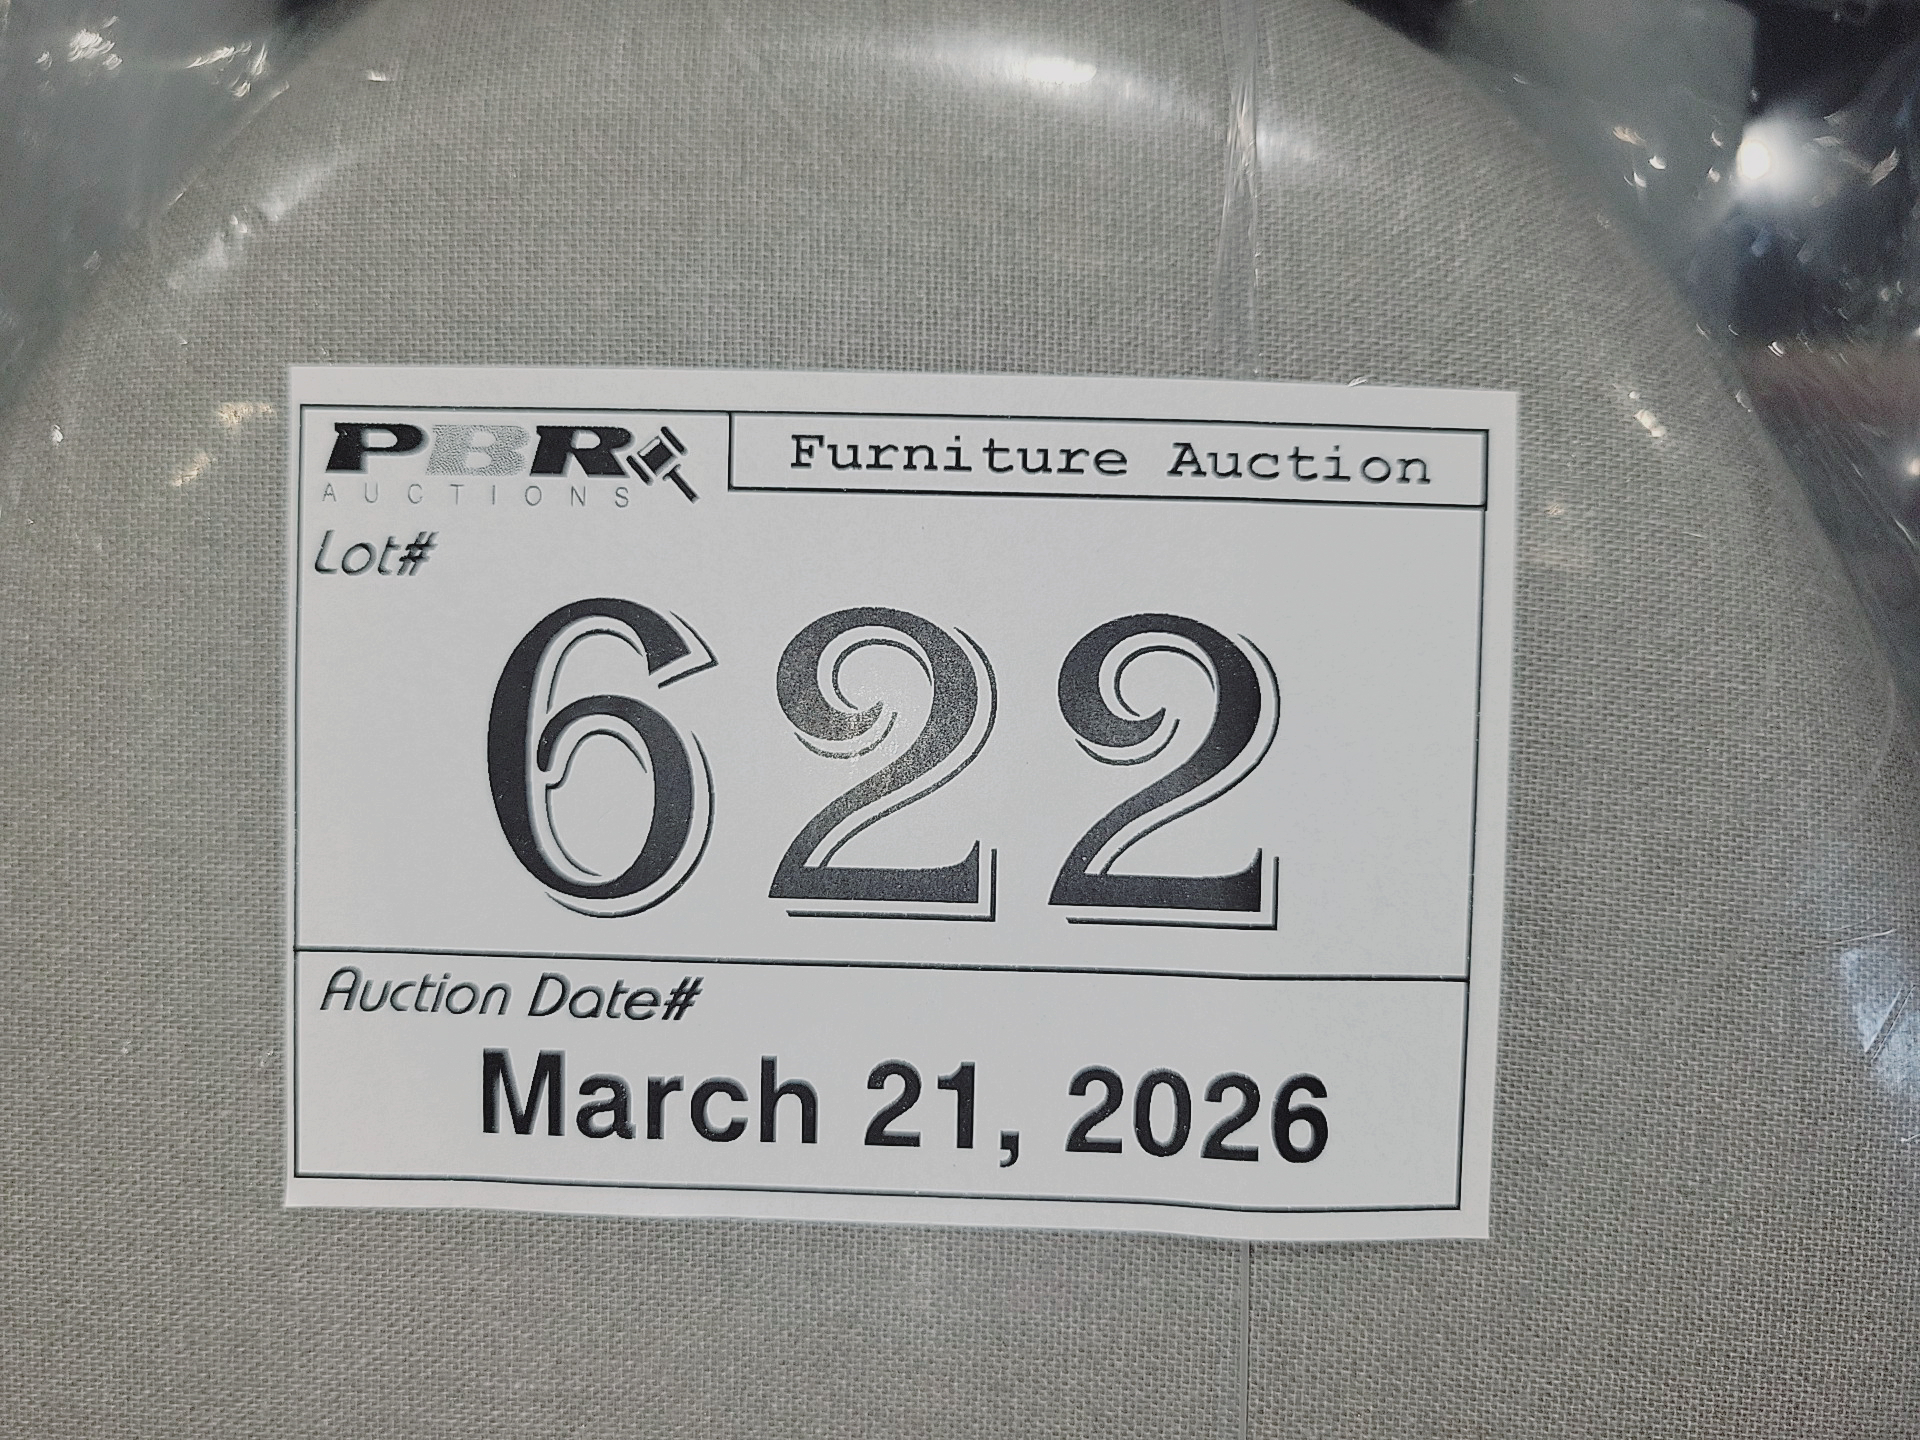 PBR
AUCTIONS
Furniture Auction
Lot#
622
Auction Date#
March 21, 2026